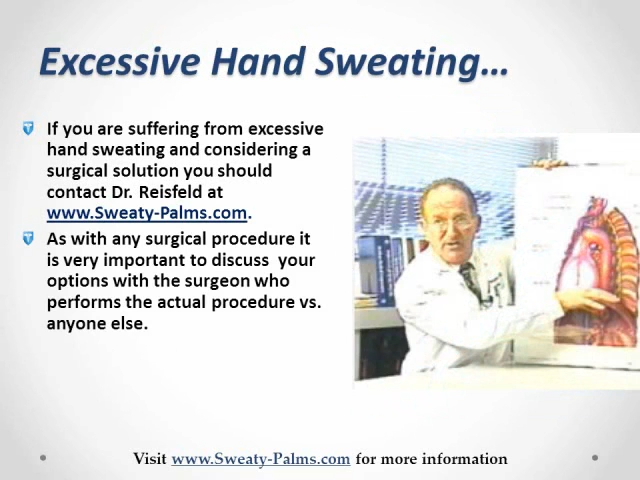 Excessive Hand Sweating...
If you are suffering from excessive
hand sweating and considering a
surgical solution you should
contact Dr. Reisfeld at
www.Sweaty-Palms.com.
As with any surgical procedure it
is very important to discuss your
options with the surgeon who
performs the actual procedure vs.
anyone else.
Visit www.Sweaty-Palms.com for more information